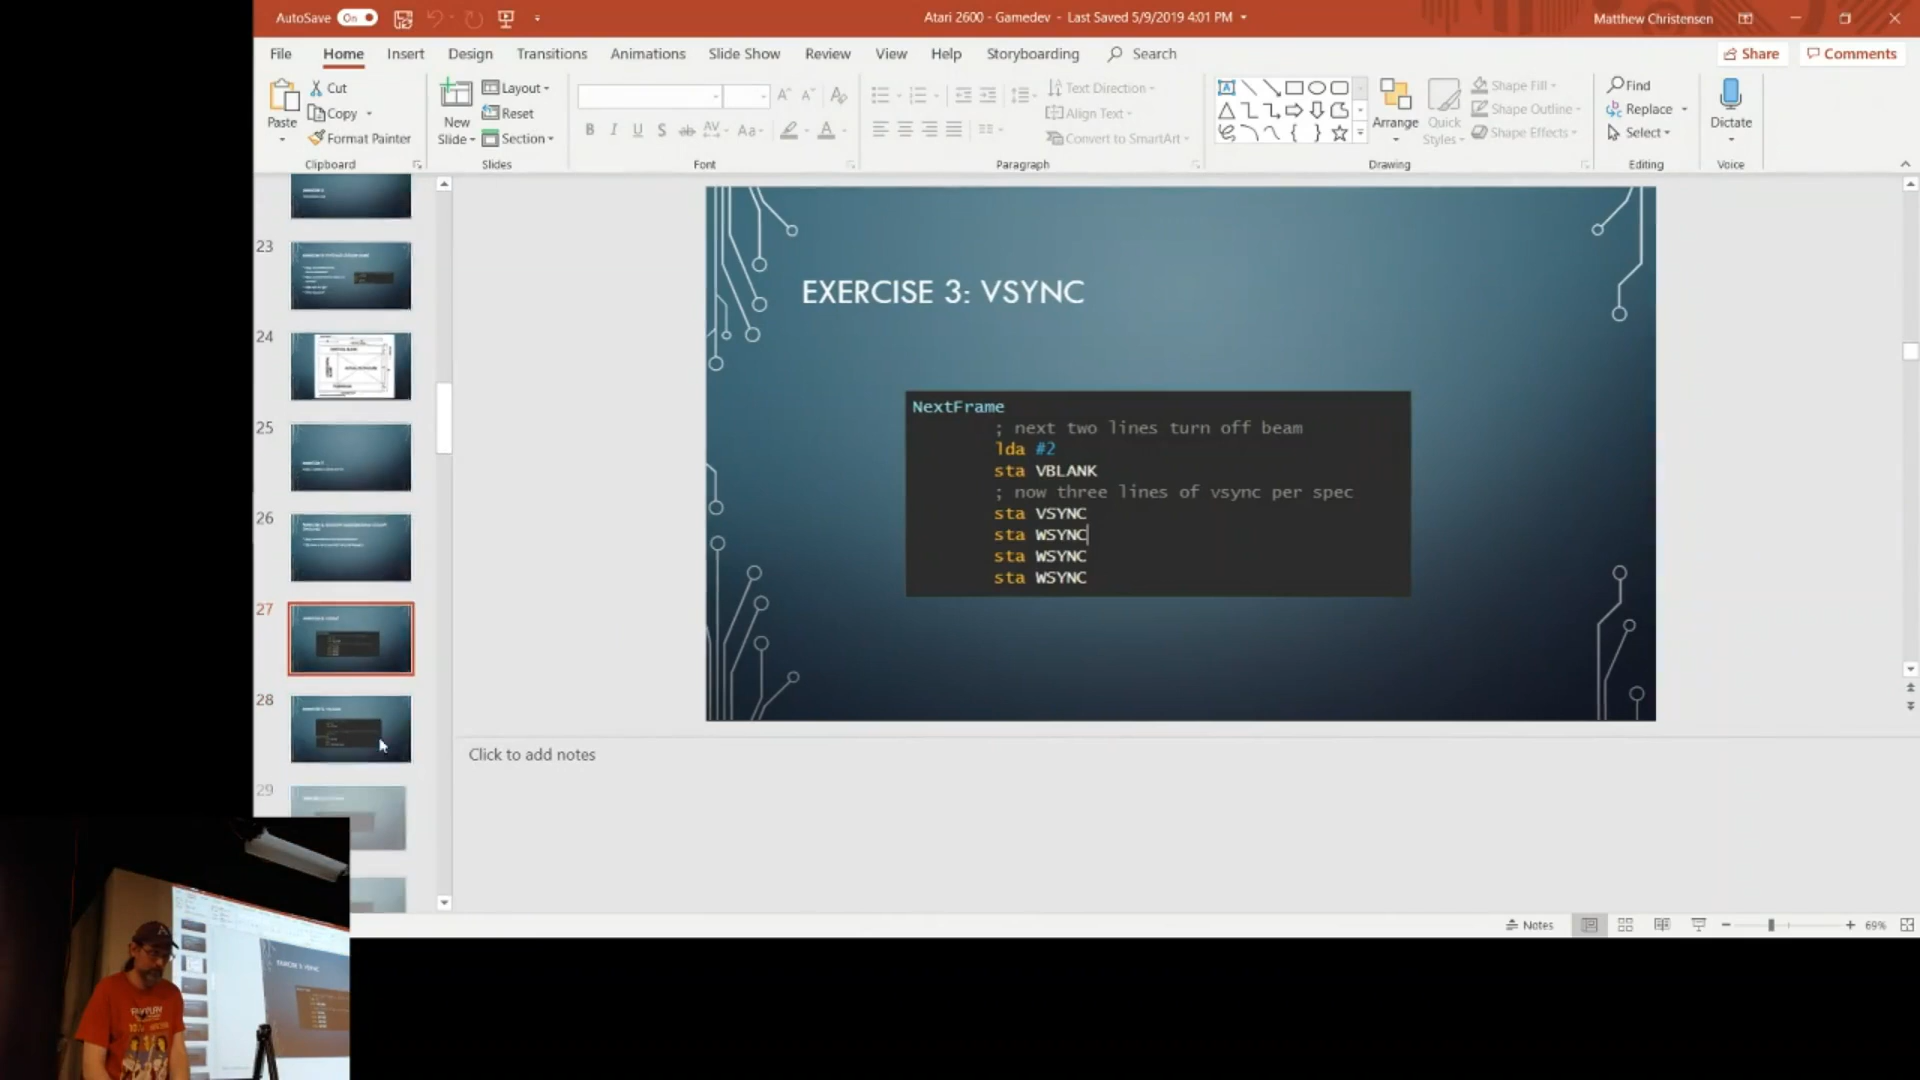 AutoSave On
Atari 2600 - Gamedev - Last Saved 5/9/2019 4:01 PM
Matthew Christensen
File Home Insert Design Transitions Animations Slide Show Review View Help Storyboarding Search
Share Comments
Paste
Cut
Copy
Format Painter
Clipboard
New Slide
Layout
Reset
Section
Slides
Font
Text Direction
Align Text
Convert to SmartArt
Paragraph
Arrange
Quick Styles
Shape Fill
Shape Outline
Shape Effects
Drawing
Find
Replace
Select
Editing
Dictate
Voice
23
24
25
26
27
28
29
EXERCISE 3: VSYNC
NextFrame
; next two lines turn off beam
lda #2
sta VBLANK
; now three lines of vsync per spec
sta VSYNC
sta WSYNC
sta WSYNC
sta WSYNC
Click to add notes
Notes
69%